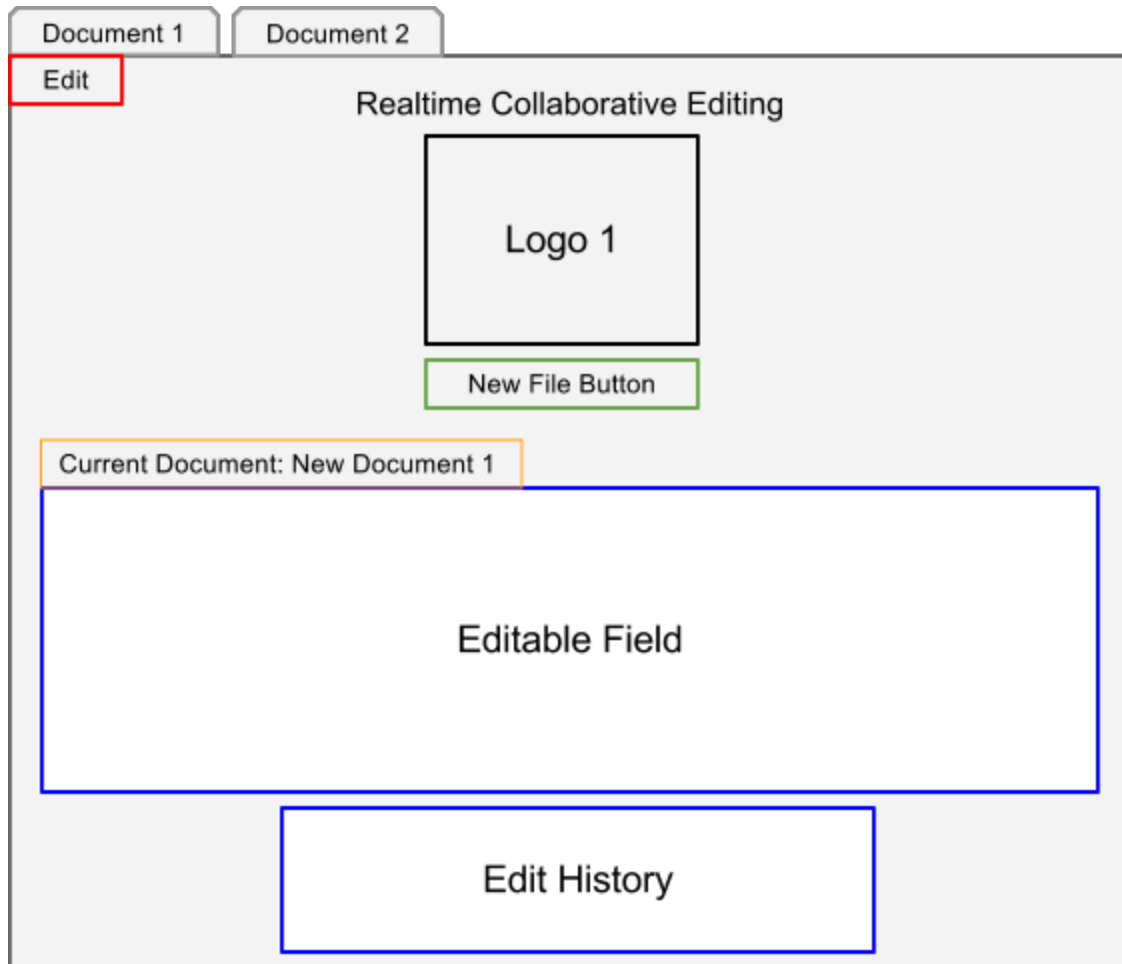 Document 1
Document 2
Edit
Realtime Collaborative Editing
Logo 1
New File Button
Current Document: New Document 1
Editable Field
Edit History